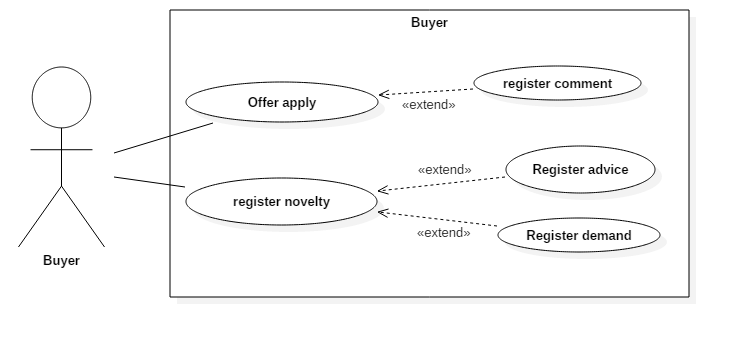 Buyer
Offer apply
register comment
«extend»
Register advice
«extend»
register novelty
«extend»
Register demand
Buyer